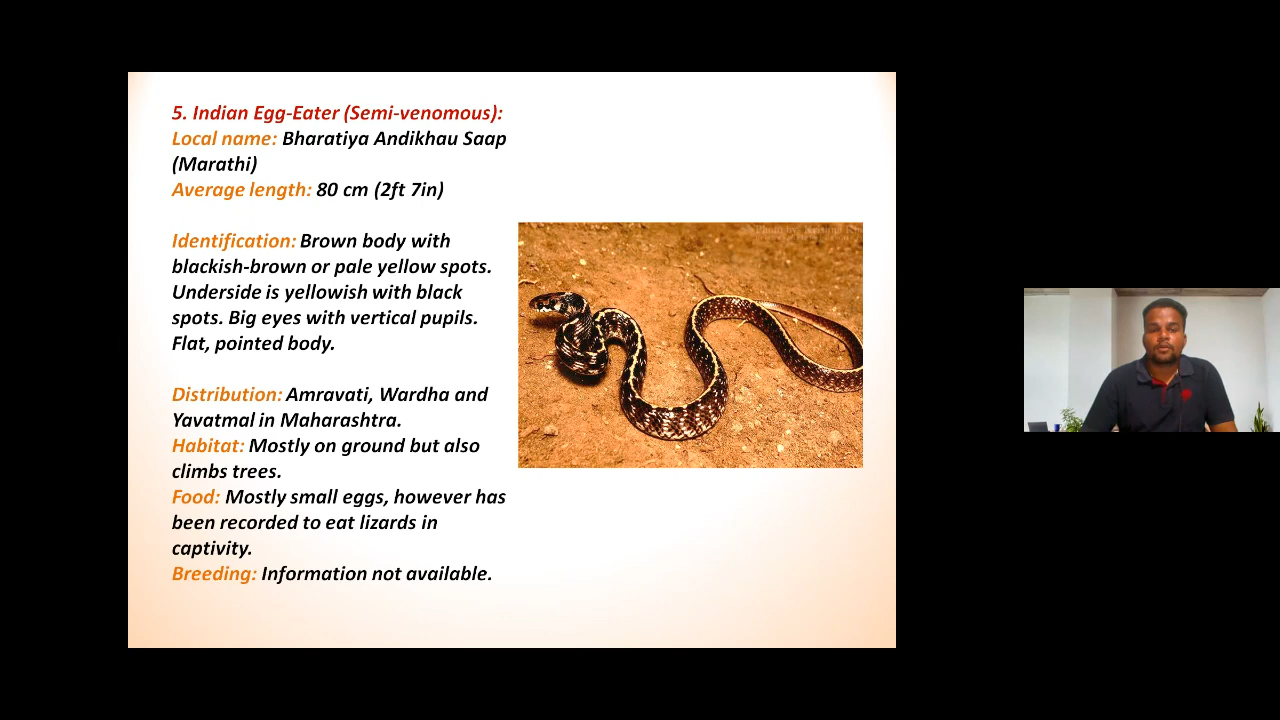 5. Indian Egg-Eater (Semi-venomous):
Local name: Bharatiya Andikhau Saap
(Marathi)
Average length: 80 cm (2ft 7in)
Identification: Brown body with
blackish-brown or pale yellow spots.
Underside is yellowish with black
spots. Big eyes with vertical pupils.
Flat, pointed body.
Distribution: Amravati, Wardha and
Yavatmal in Maharashtra.
Habitat: Mostly on ground but also
climbs trees.
Food: Mostly small eggs, however has
been recorded to eat lizards in
captivity.
Breeding: Information not available.
Photo by